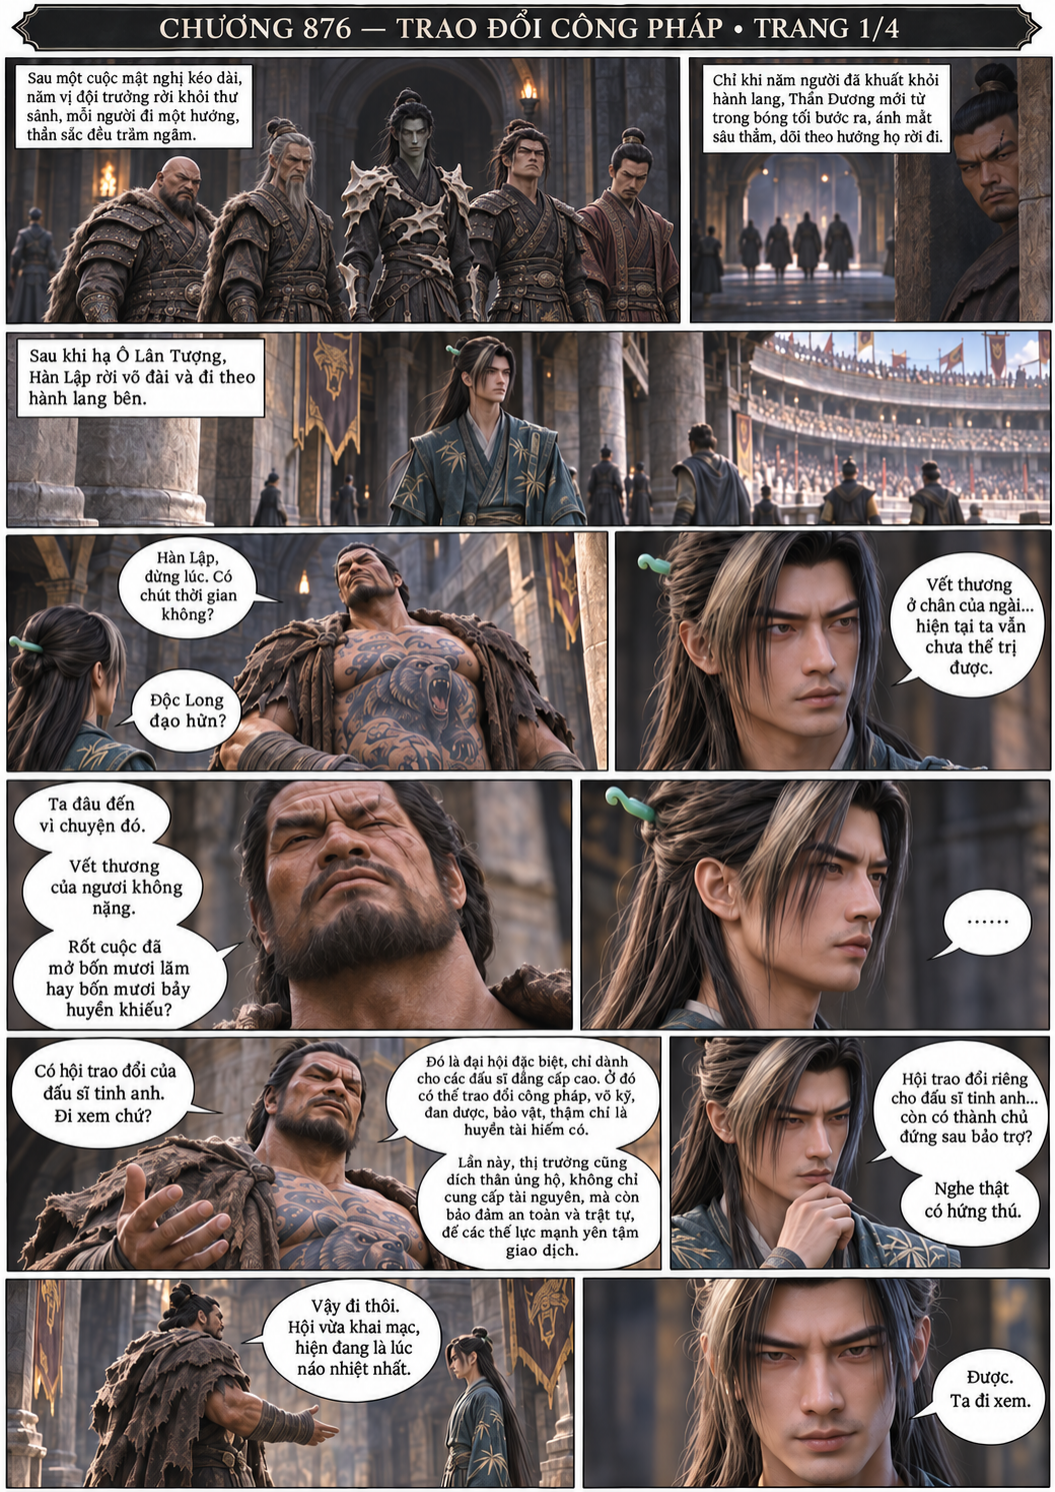 CHƯƠNG 876 — TRAO ĐỔI CÔNG PHÁP • TRANG 1/4
Sau một cuộc mật nghị kéo dài,
năm vị đội trưởng rời khỏi thư
sảnh, mỗi người đi một hướng,
thần sắc đều trầm ngâm.
Chỉ khi năm người đã khuất khỏi
hành lang, Thần Dương mới từ
trong bóng tối bước ra, ánh mắt
sâu thẳm, dõi theo hướng họ rời đi.
Sau khi hạ Ô Lân Tượng,
Hàn Lập rời võ đài và đi theo
hành lang bên.
Hàn Lập,
dừng lúc. Có
chút thời gian
không?
Độc Long
đạo hữn?
Vết thương
ở chân của ngài...
hiện tại ta vẫn
chưa thể trị
được.
Ta đâu đến
vì chuyện đó.
Vết thương
của ngươi không
nặng.
Rốt cuộc đã
mở bốn mươi lăm
hay bốn mươi bảy
huyền khiếu?
......
Có hội trao đổi của
đấu sĩ tinh anh.
Đi xem chứ?
Đó là đại hội đặc biệt, chỉ dành
cho các đấu sĩ đẳng cấp cao. Ở đó
có thể trao đổi công pháp, võ kỹ,
đan dược, bảo vật, thậm chí là
huyền tài hiếm có.
Lần này, thị trưởng cũng
đích thân ủng hộ, không chỉ
cung cấp tài nguyên, mà còn
bảo đảm an toàn và trật tự,
để các thế lực mạnh yên tậm
giao dịch.
Hội trao đổi riêng
cho đấu sĩ tinh anh...
còn có thành chủ
đứng sau bảo trợ?
Nghe thật
có hứng thú.
Vậy đi thôi.
Hội vừa khai mạc,
hiện đang là lúc
náo nhiệt nhất.
Được.
Ta đi xem.